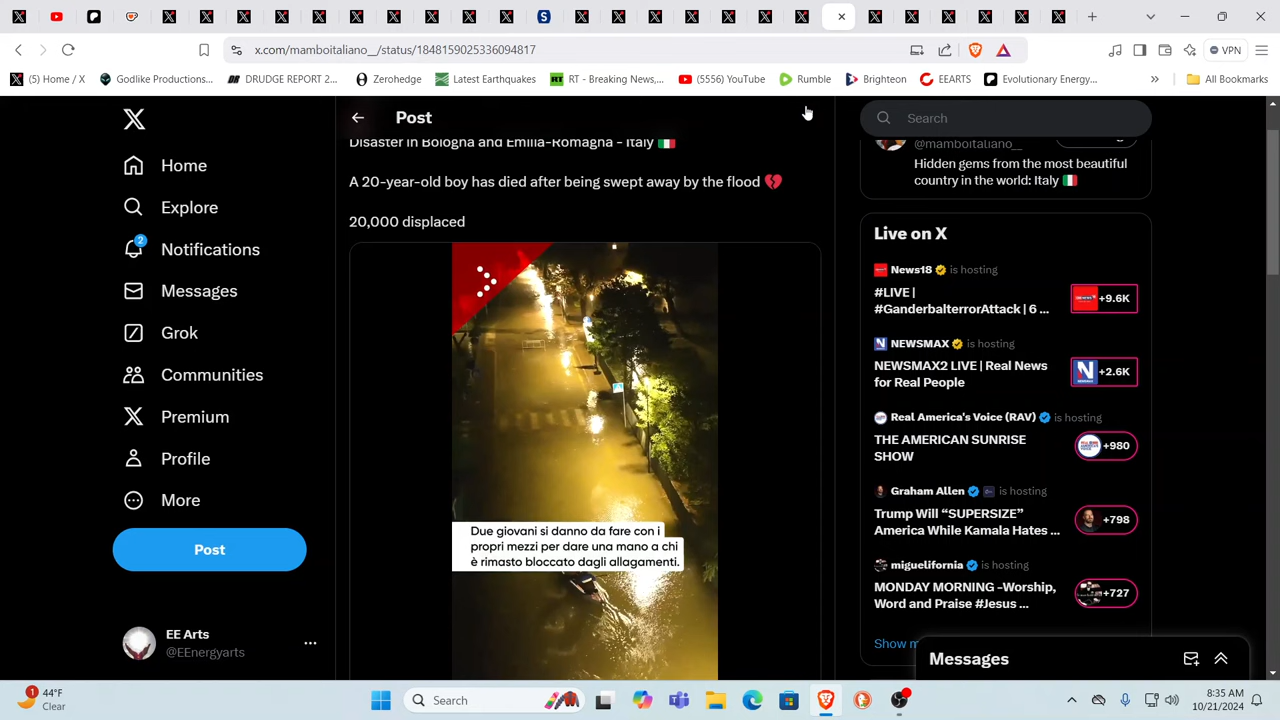 VPN
x.com/mamboitaliano__/status/1848159025336094817
(5) Home / X
Godlike Productions...
DRUDGE REPORT 2...
Zerohedge
Latest Earthquakes
RT - Breaking News,...
(5555) YouTube
Rumble
Brighteon
EEARTS
Evolutionary Energy...
»
All Bookmarks
Home
Explore
2
Notifications
Messages
Grok
Communities
Premium
Profile
More
Post
EE Arts
@EEnergyarts
Post
Disaster in Bologna and Emilia-Romagna - Italy 🇮🇹
A 20-year-old boy has died after being swept away by the flood 💔
20,000 displaced
Due giovani si danno da fare con i
propri mezzi per dare una mano a chi
è rimasto bloccato dagli allagamenti.
Search
@mamboitaliano__
Hidden gems from the most beautiful
country in the world: Italy 🇮🇹
Live on X
News18 is hosting
#LIVE |
#GanderbalterrorAttack | 6 ...
+9.6K
NEWSMAX is hosting
NEWSMAX2 LIVE | Real News
for Real People
+2.6K
Real America's Voice (RAV) is hosting
THE AMERICAN SUNRISE
SHOW
+980
Graham Allen is hosting
Trump Will “SUPERSIZE”
America While Kamala Hates ...
+798
miguelifornia is hosting
MONDAY MORNING -Worship,
Word and Praise #Jesus ...
+727
Show m
Messages
1
44°F
Clear
Search
8:35 AM
10/21/2024